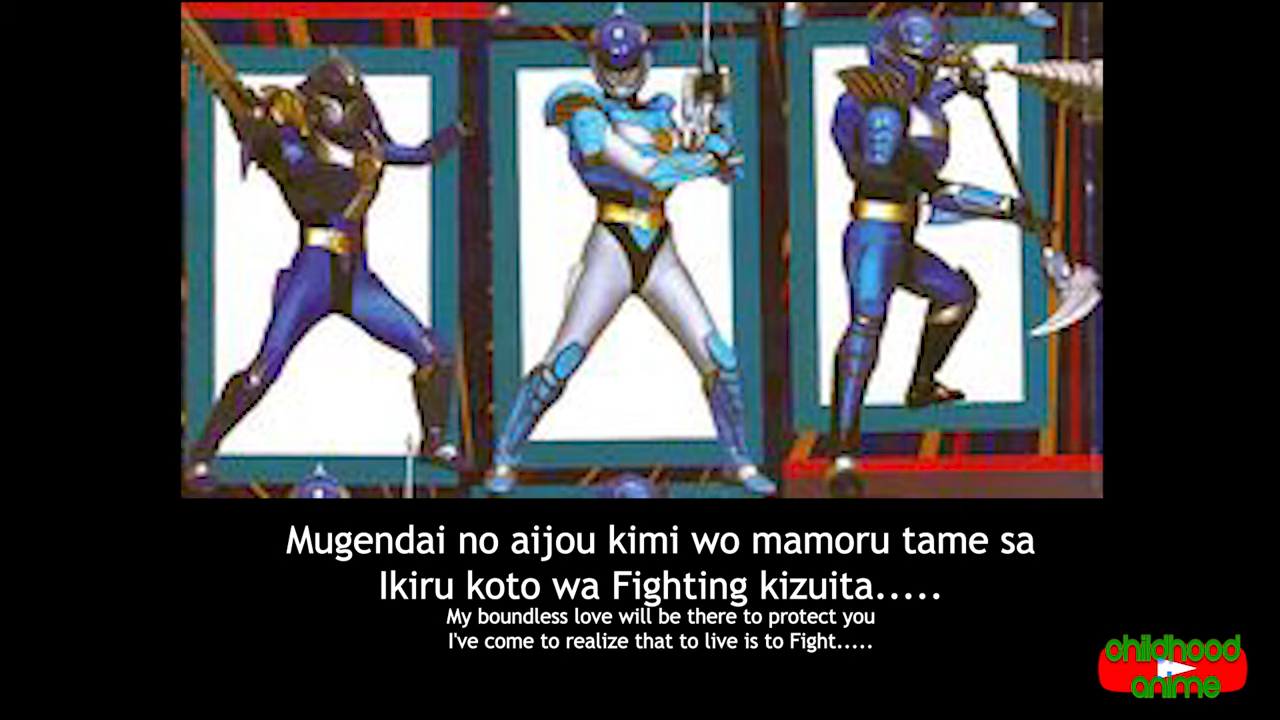 Mugendai no aijou kimi wo mamoru tame sa
Ikiru koto wa Fighting kizuita.....
My boundless love will be there to protect you
I've come to realize that to live is to Fight.....
childhood
anime